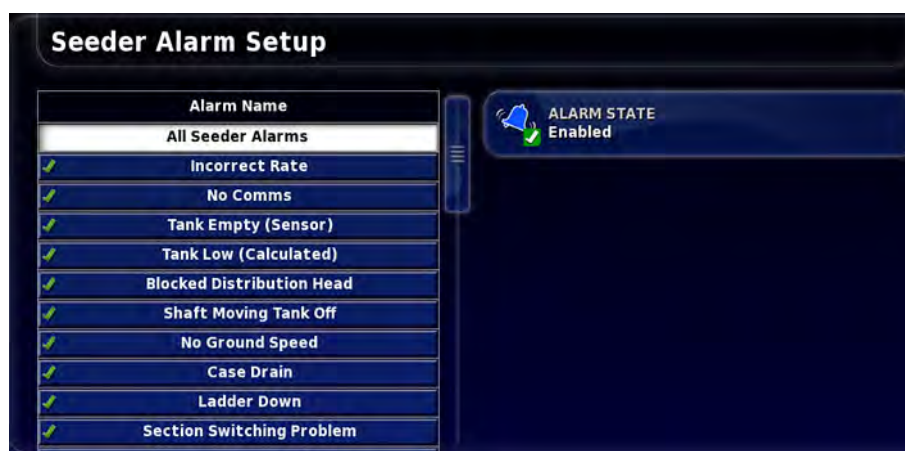 Seeder Alarm Setup
Alarm Name
All Seeder Alarms
Incorrect Rate
No Comms
Tank Empty (Sensor)
Tank Low (Calculated)
Blocked Distribution Head
Shaft Moving Tank Off
No Ground Speed
Case Drain
Ladder Down
Section Switching Problem
ALARM STATE
Enabled